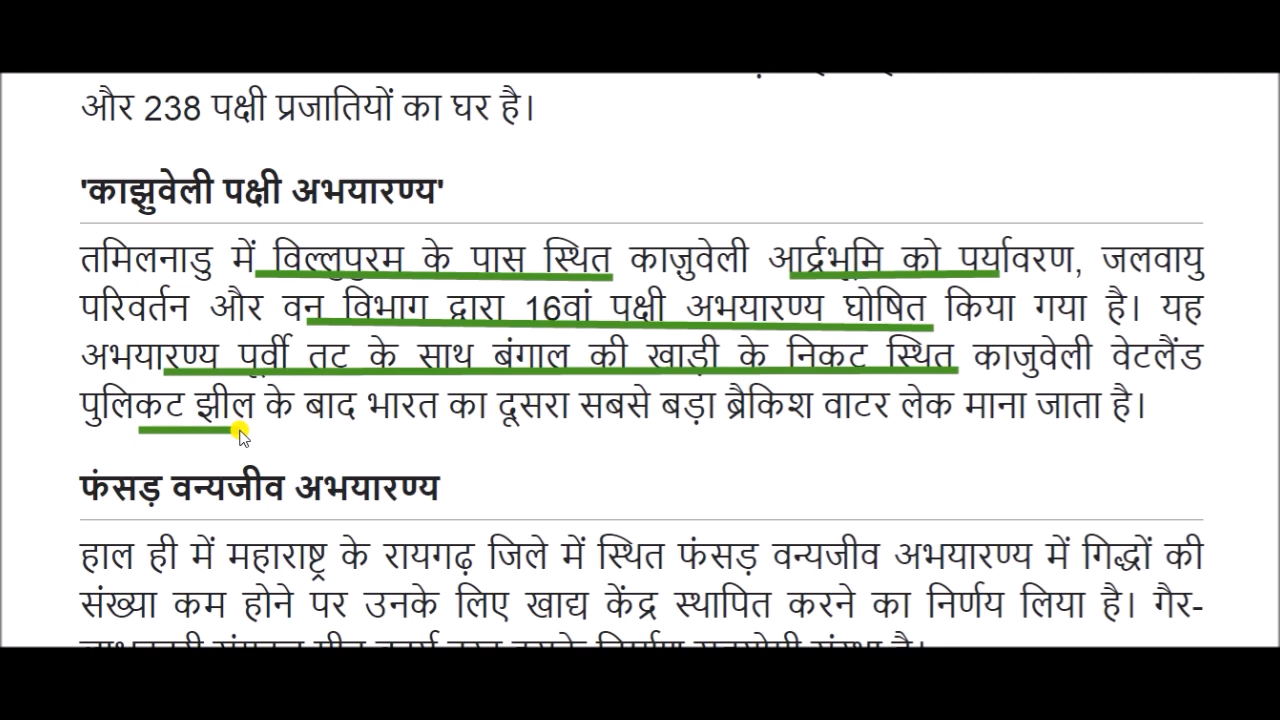 और 238 पक्षी प्रजातियों का घर है।
'काझुवेली पक्षी अभयारण्य'
तमिलनाडु में विल्लुपुरम के पास स्थित काज़ुवेली आर्द्रभूमि को पर्यावरण, जलवायु
परिवर्तन और वन विभाग द्वारा 16वां पक्षी अभयारण्य घोषित किया गया है। यह
अभयारण्य पूर्वी तट के साथ बंगाल की खाड़ी के निकट स्थित काजुवेली वेटलैंड
पुलिकट झील के बाद भारत का दूसरा सबसे बड़ा ब्रैकिश वाटर लेक माना जाता है।
फंसड़ वन्यजीव अभयारण्य
हाल ही में महाराष्ट्र के रायगढ़ जिले में स्थित फंसड़ वन्यजीव अभयारण्य में गिद्धों की
संख्या कम होने पर उनके लिए खाद्य केंद्र स्थापित करने का निर्णय लिया है। गैर-